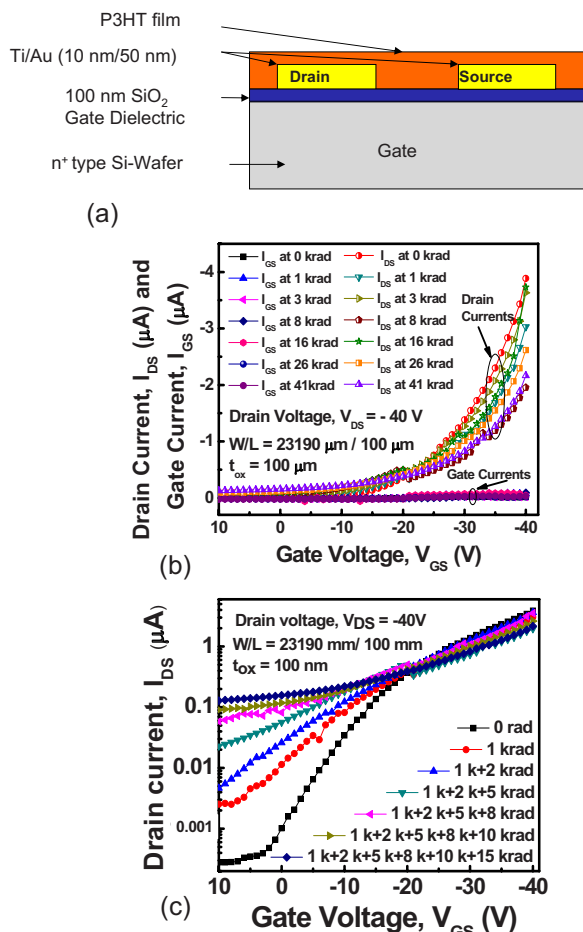 P3HT film
Ti/Au (10 nm/50 nm)
Drain
Source
100 nm SiO2
Gate Dielectric
Gate
n+ type Si-Wafer
(a)
Drain Current, IDS (μA) and
Gate Current, IGS (μA)
-4
-3
-2
-1
0
IGS at 0 krad
IDS at 0 krad
IGS at 1 krad
IDS at 1 krad
IGS at 3 krad
IDS at 3 krad
IGS at 8 krad
IDS at 8 krad
IGS at 16 krad
IDS at 16 krad
IGS at 26 krad
IDS at 26 krad
IGS at 41krad
IDS at 41 krad
Drain
Currents
Drain Voltage, VDS = - 40 V
W/L = 23190 μm / 100 μm
tox = 100 μm
Gate Currents
10 0 -10 -20 -30 -40
Gate Voltage, VGS (V)
(b)
Drain current, IDS (μA)
1
0.1
0.01
0.001
Drain voltage, VDS = -40V
W/L = 23190 mm/ 100 mm
tox = 100 nm
0 rad
1 krad
1 k+2 krad
1 k+2 k+5 krad
1 k+2 k+5 k+8 krad
1 k+2 k+5 k+8 k+10 krad
1 k+2 k+5 k+8 k+10 k+15 krad
10 0 -10 -20 -30 -40
Gate Voltage, VGS (V)
(c)